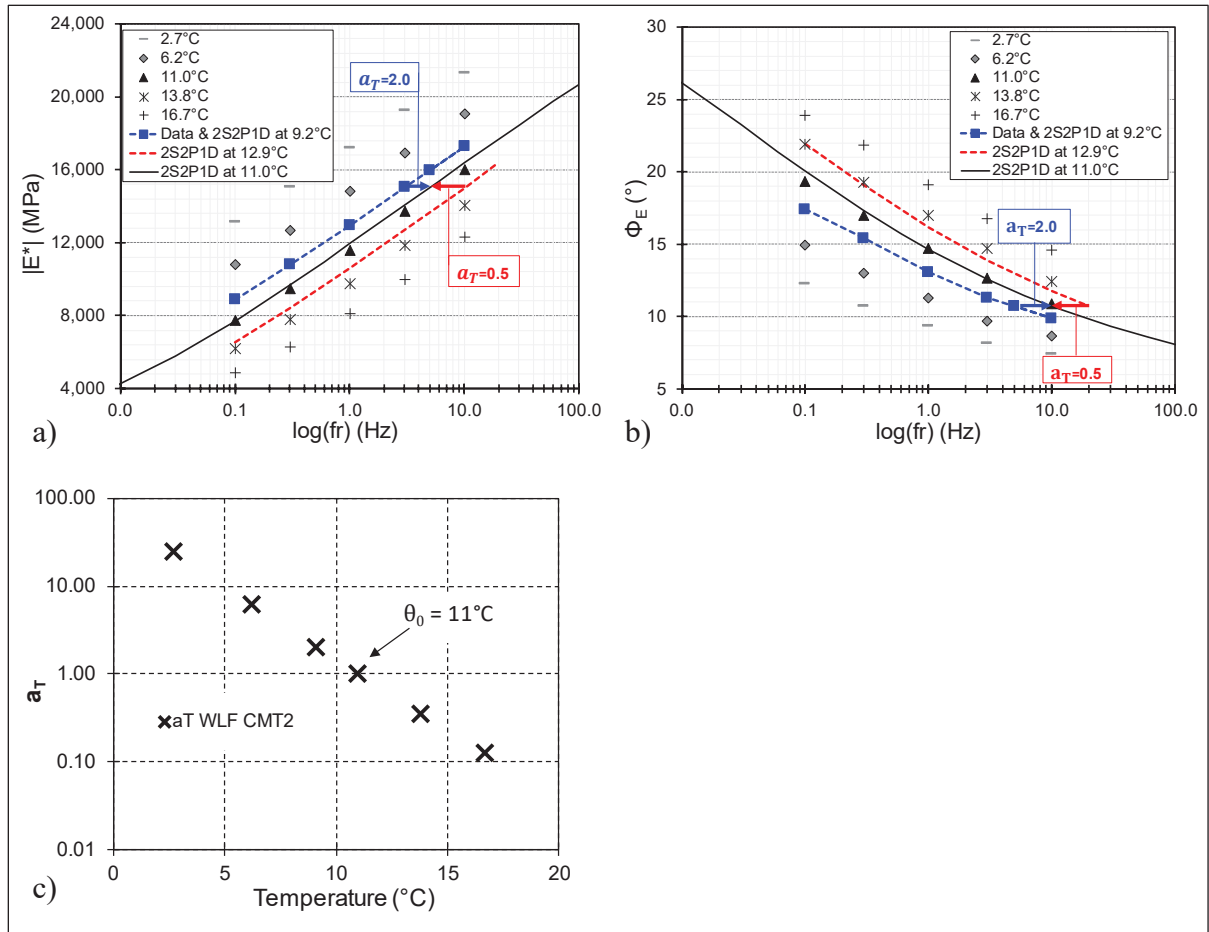 24,000
20,000
16,000
12,000
8,000
4,000
|E*| (MPa)
2.7°C
6.2°C
11.0°C
13.8°C
16.7°C
Data & 2S2P1D at 9.2°C
2S2P1D at 12.9°C
2S2P1D at 11.0°C
aT=2.0
aT=0.5
0.0 0.1 1.0 10.0 100.0
log(fr) (Hz)
a)
30
25
20
15
10
5
ΦE (°)
2.7°C
6.2°C
11.0°C
13.8°C
16.7°C
Data & 2S2P1D at 9.2°C
2S2P1D at 12.9°C
2S2P1D at 11.0°C
aT=2.0
aT=0.5
0.0 0.1 1.0 10.0 100.0
log(fr) (Hz)
b)
100.00
10.00
1.00
0.10
0.01
aT
θ0 = 11°C
aT WLF CMT2
0 5 10 15 20
Temperature (°C)
c)